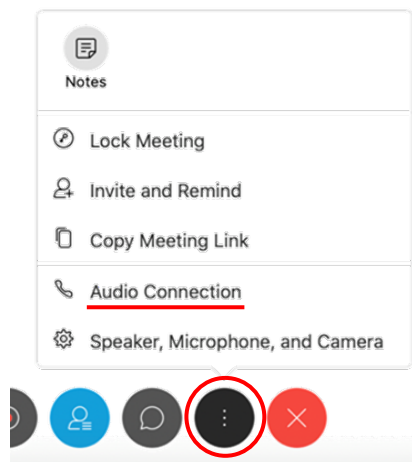 Notes
Lock Meeting
Invite and Remind
Copy Meeting Link
Audio Connection
Speaker, Microphone, and Camera